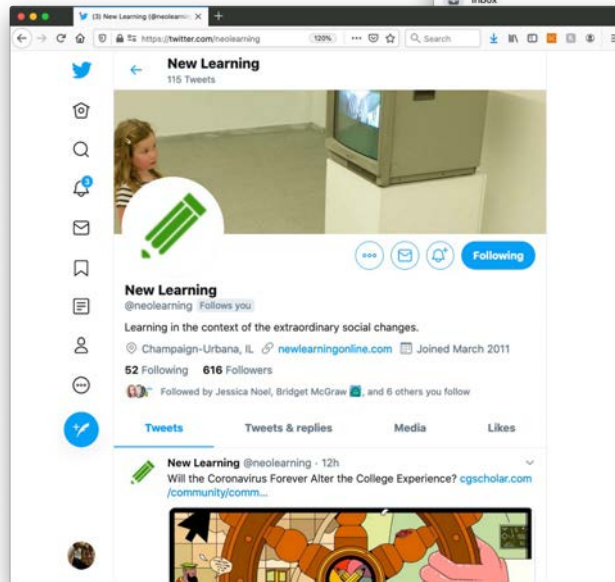 Inbox
(3) New Learning (@neolearnin
https://twitter.com/neolearning
120%
Search
New Learning
115 Tweets
3
Following
New Learning
@neolearning Follows you
Learning in the context of the extraordinary social changes.
Champaign-Urbana, IL newlearningonline.com Joined March 2011
52 Following 616 Followers
Followed by Jessica Noel, Bridget McGraw, and 6 others you follow
Tweets Tweets & replies Media Likes
New Learning @neolearning · 12h
Will the Coronavirus Forever Alter the College Experience? cgscholar.com
/community/comm...